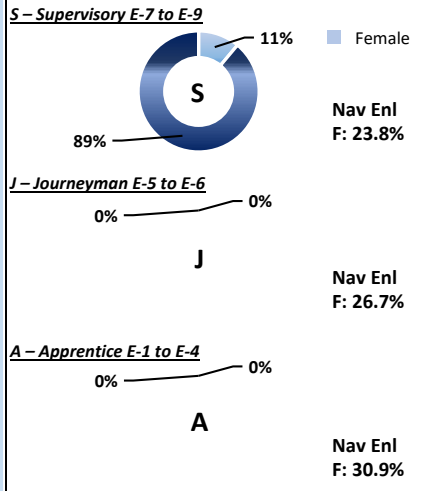 S – Supervisory E-7 to E-9
11%
Female
S
89%
Nav Enl
F: 23.8%
J – Journeyman E-5 to E-6
0%
0%
J
Nav Enl
F: 26.7%
A – Apprentice E-1 to E-4
0%
0%
A
Nav Enl
F: 30.9%